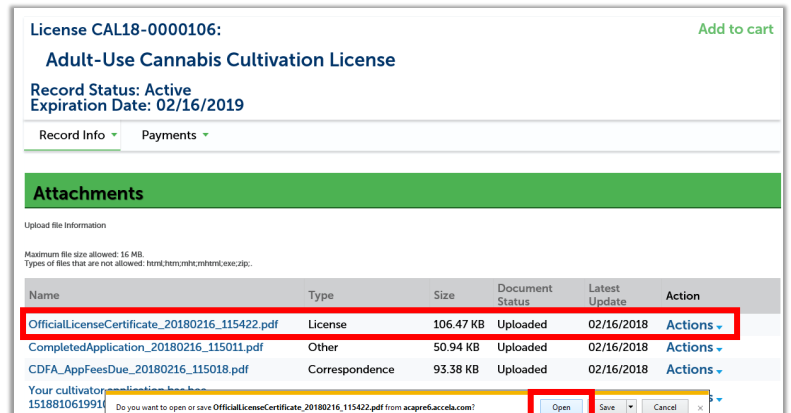 License CAL18-0000106:
Add to cart
Adult-Use Cannabis Cultivation License
Record Status: Active
Expiration Date: 02/16/2019
Record Info Payments
Attachments
Upload file Information
Maximum file size allowed: 16 MB.
Types of files that are not allowed: html;htm;mht;mhtml;exe;zip;.
Name Type Size Document Status Latest Update Action
OfficialLicenseCertificate_20180216_115422.pdf License 106.47 KB Uploaded 02/16/2018 Actions
CompletedApplication_20180216_115011.pdf Other 50.94 KB Uploaded 02/16/2018 Actions
CDFA_AppFeesDue_20180216_115018.pdf Correspondence 93.38 KB Uploaded 02/16/2018 Actions
Your cultivator application has bee
1518810619910
Do you want to open or save OfficialLicenseCertificate_20180216_115422.pdf from acapre6.accela.com? Open Save Cancel ×